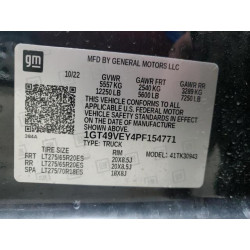 gm
MFD BY GENERAL MOTORS LLC
10/22
GVWR GAWR FRT GAWR RR
5557 KG 2540 KG 3289 KG
12250 LB 5600 LB 7250 LB
THIS VEHICLE CONFORMS TO ALL APPLICABLE U.S.
FEDERAL MOTOR VEHICLE SAFETY STANDARDS
IN EFFECT ON THE DATE OF
MANUFACTURE SHOWN ABOVE.
1GT49VEY4PF154771
TYPE: TRUCK
MODEL: 41TK30943
TIRE SIZE RIM
FRT LT275/65R20E5 20X8.5J
RR LT275/65R20E5 20X8.5J
SPA LT275/70R18E5 18X8J